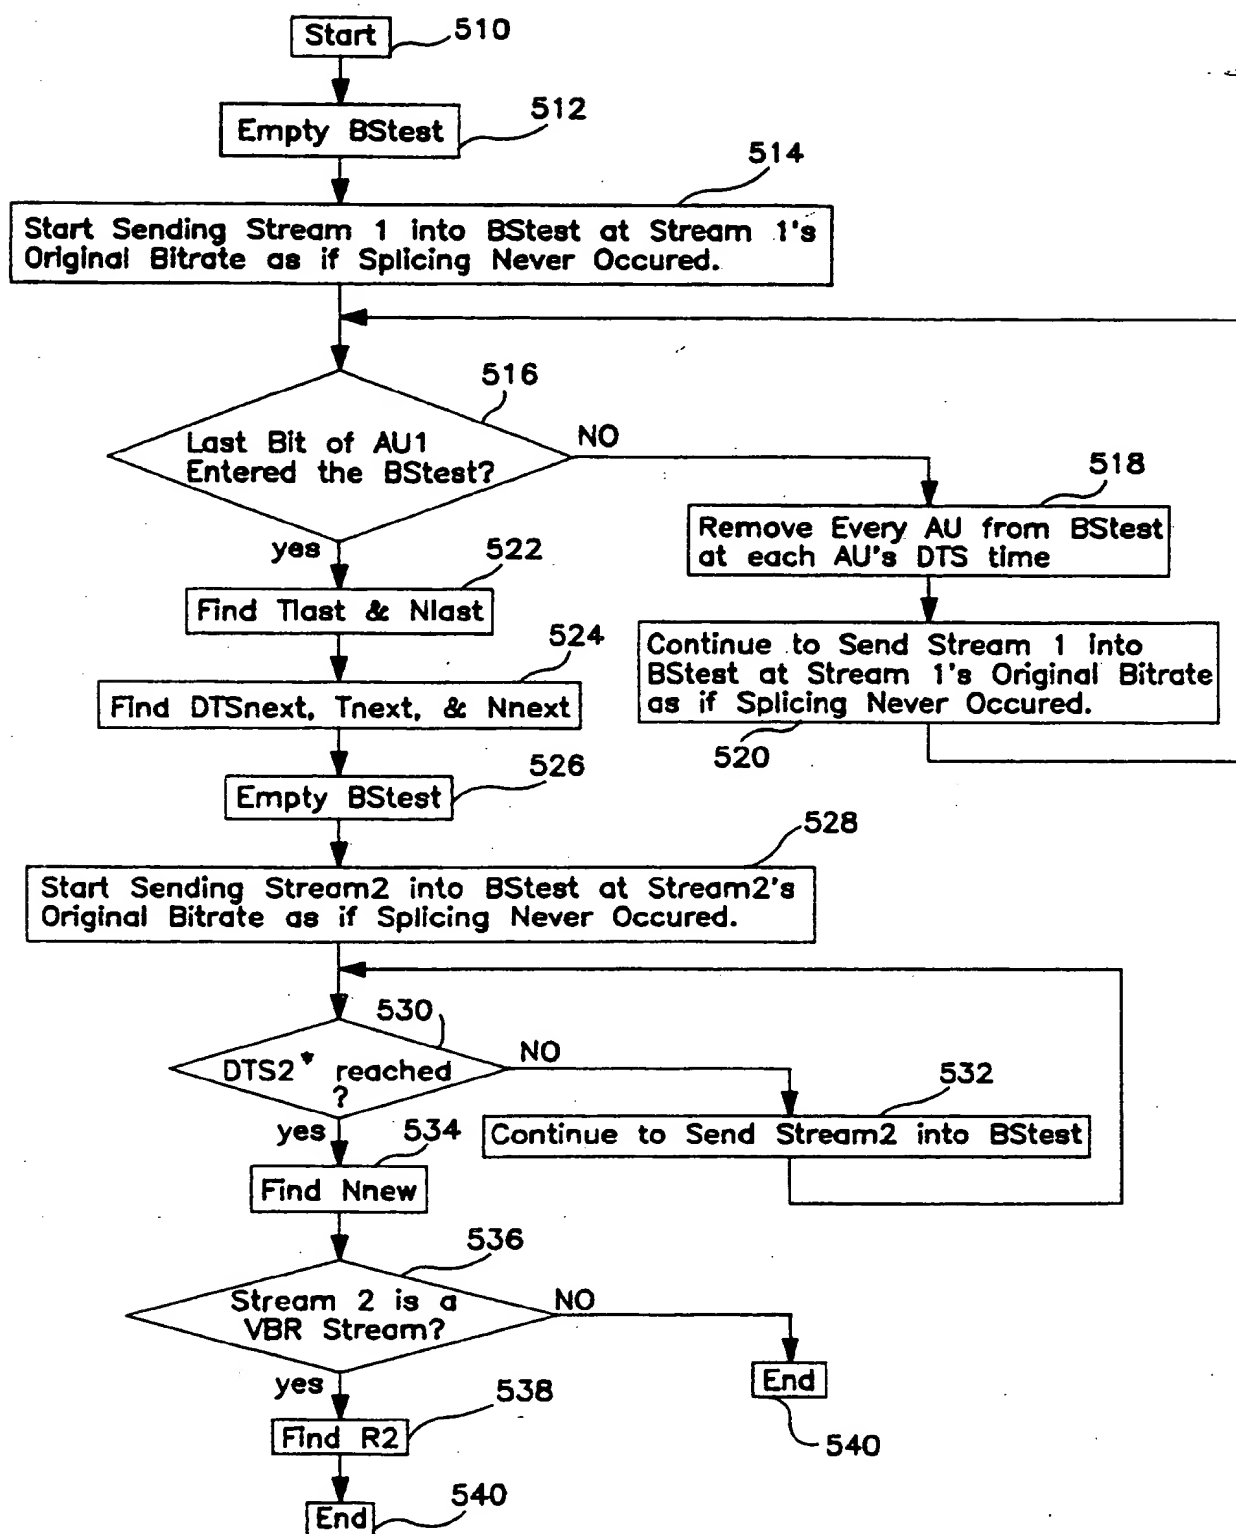 Start
510
Empty BStest
512
514
Start Sending Stream 1 into BStest at Stream 1's
Original Bitrate as if Splicing Never Occured.
516
Last Bit of AU1
Entered the BStest?
NO
yes
518
Remove Every AU from BStest
at each AU's DTS time
522
Find Tlast & Nlast
Continue to Send Stream 1 into
BStest at Stream 1's Original Bitrate
as if Splicing Never Occured.
520
524
Find DTSnext, Tnext, & Nnext
526
Empty BStest
528
Start Sending Stream2 into BStest at Stream2's
Original Bitrate as if Splicing Never Occured.
530
DTS2* reached
?
NO
yes
532
Continue to Send Stream2 into BStest
534
Find Nnew
536
Stream 2 is a
VBR Stream?
NO
yes
End
540
538
Find R2
End
540